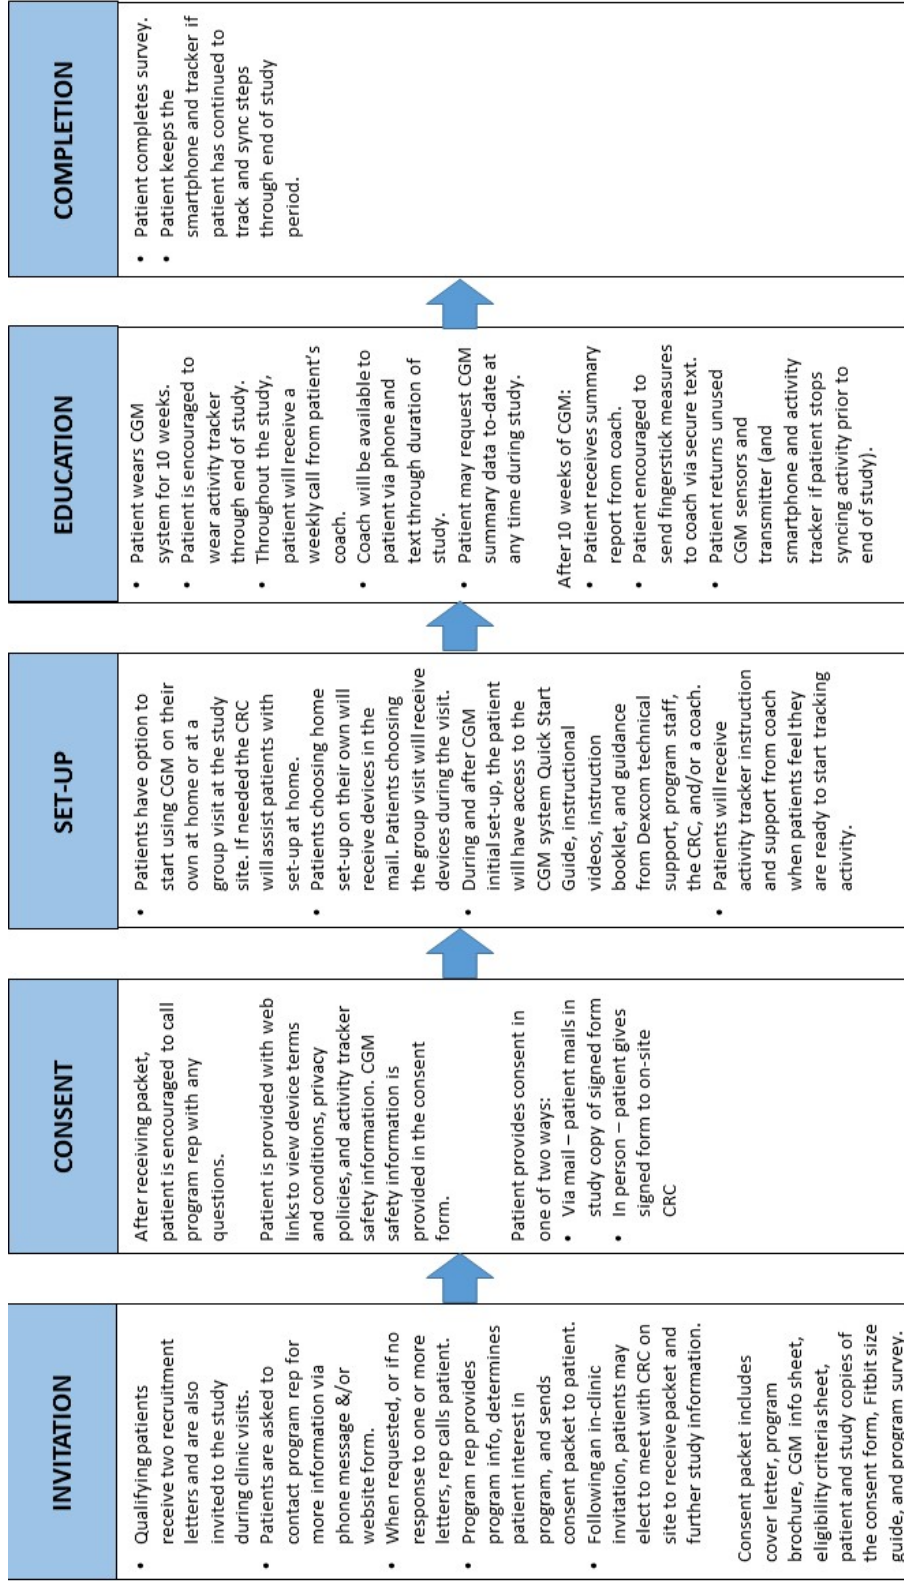 INVITATION
• Qualifying patients
receive two recruitment
letters and are also
invited to the study
during clinic visits.
• Patients are asked to
contact program rep for
more information via
phone message &/or
website form.
• When requested, or if no
response to one or more
letters, rep calls patient.
• Program rep provides
program info, determines
patient interest in
program, and sends
consent packet to patient.
• Following an in-clinic
invitation, patients may
elect to meet with CRC on
site to receive packet and
further study information.
Consent packet includes
cover letter, program
brochure, CGM info sheet,
eligibility criteria sheet,
patient and study copies of
the consent form, Fitbit size
guide, and program survey.
CONSENT
After receiving packet,
patient is encouraged to call
program rep with any
questions.
Patient is provided with web
links to view device terms
and conditions, privacy
policies, and activity tracker
safety information. CGM
safety information is
provided in the consent
form.
Patient provides consent in
one of two ways:
• Via mail – patient mails in
study copy of signed form
• In person – patient gives
signed form to on-site
CRC
SET-UP
• Patients have option to
start using CGM on their
own at home or at a
group visit at the study
site. If needed the CRC
will assist patients with
set-up at home.
• Patients choosing home
set-up on their own will
receive devices in the
mail. Patients choosing
the group visit will receive
devices during the visit.
• During and after CGM
initial set-up, the patient
will have access to the
CGM system Quick Start
Guide, instructional
videos, instruction
booklet, and guidance
from Dexcom technical
support, program staff,
the CRC, and/or a coach.
• Patients will receive
activity tracker instruction
and support from coach
when patients feel they
are ready to start tracking
activity.
EDUCATION
• Patient wears CGM
system for 10 weeks.
• Patient is encouraged to
wear activity tracker
through end of study.
• Throughout the study,
patient will receive a
weekly call from patient's
coach.
• Coach will be available to
patient via phone and
text through duration of
study.
• Patient may request CGM
summary data to-date at
any time during study.
After 10 weeks of CGM:
• Patient receives summary
report from coach.
• Patient encouraged to
send fingerstick measures
to coach via secure text.
• Patient returns unused
CGM sensors and
transmitter (and
smartphone and activity
tracker if patient stops
syncing activity prior to
end of study).
COMPLETION
• Patient completes survey.
• Patient keeps the
smartphone and tracker if
patient has continued to
track and sync steps
through end of study
period.